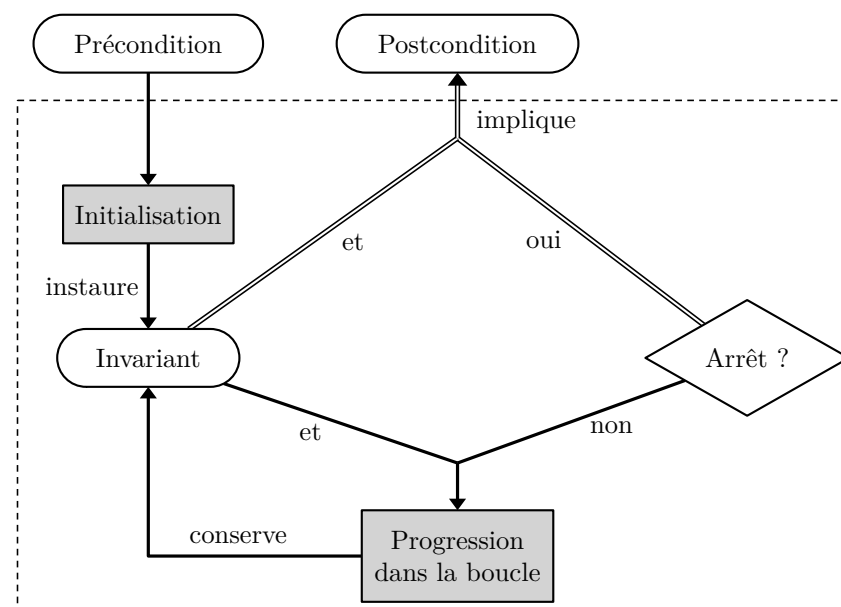 Précondition
Postcondition
implique
Initialisation
et
oui
instaure
Invariant
Arrêt ?
et
non
conserve
Progression
dans la boucle